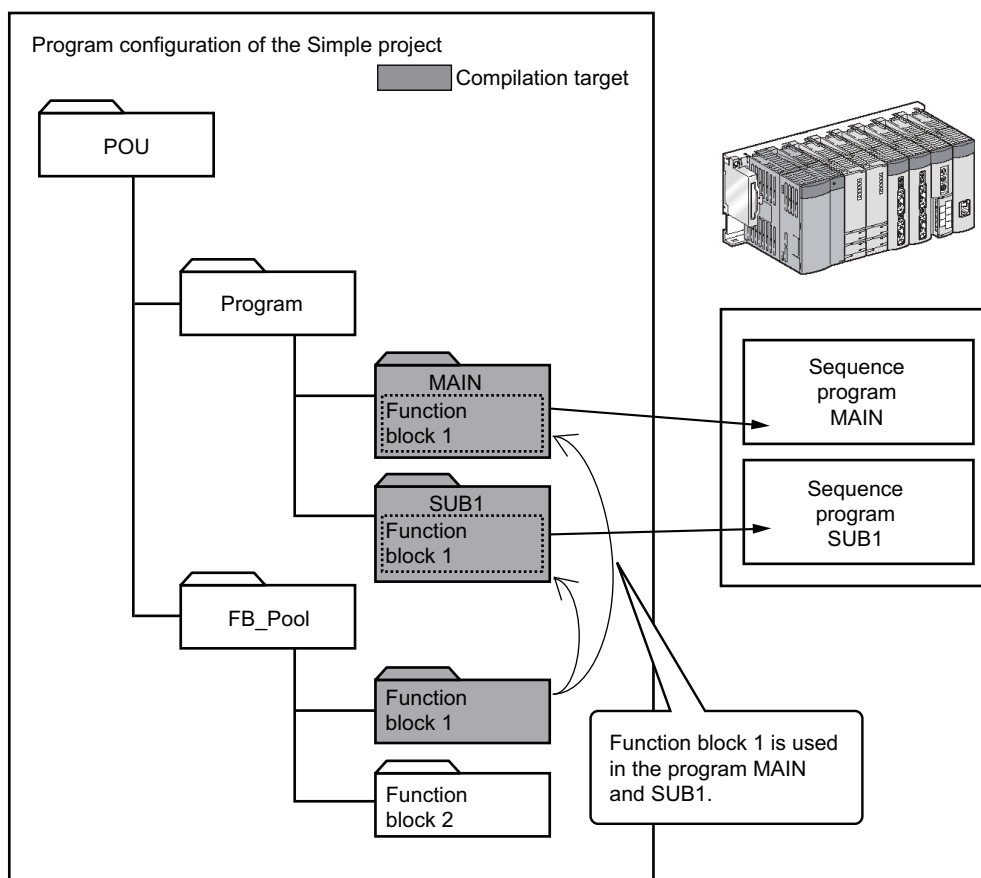 Program configuration of the Simple project
Compilation target
POU
Program
MAIN
Function
block 1
SUB1
Function
block 1
FB_Pool
Function
block 1
Function
block 2
Sequence
program
MAIN
Sequence
program
SUB1
Function block 1 is used
in the program MAIN
and SUB1.